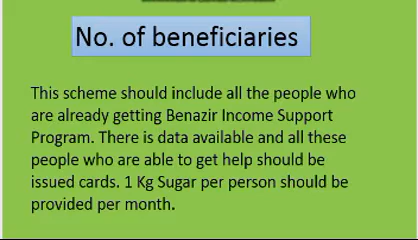 No. of beneficiaries
This scheme should include all the people who
are already getting Benazir Income Support
Program. There is data available and all these
people who are able to get help should be
issued cards. 1 Kg Sugar per person should be
provided per month.